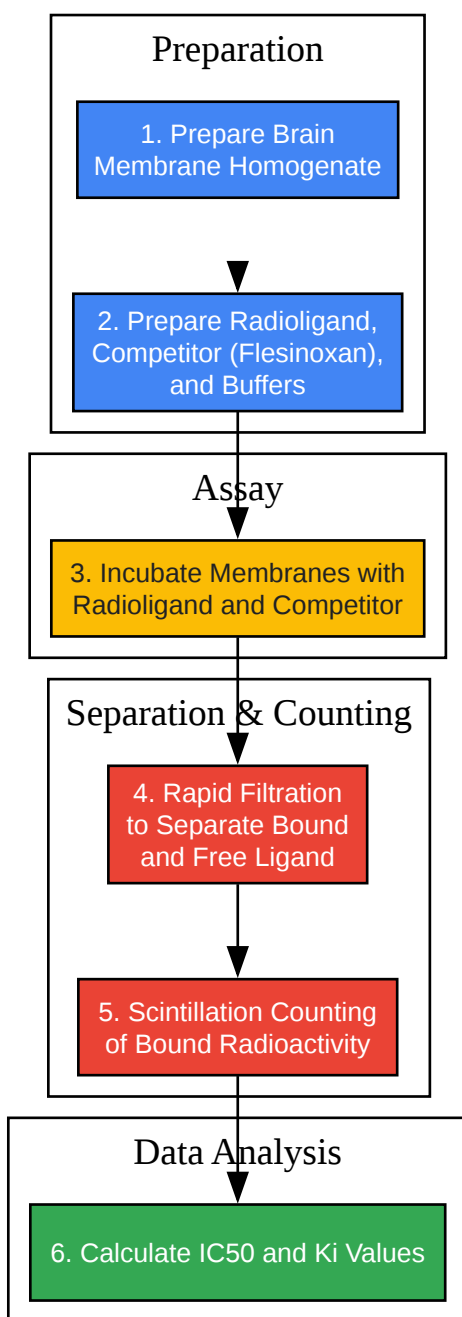 Preparation
1. Prepare Brain
Membrane Homogenate
2. Prepare Radioligand,
Competitor (Flesinoxan),
and Buffers
Assay
3. Incubate Membranes with
Radioligand and Competitor
Separation & Counting
4. Rapid Filtration
to Separate Bound
and Free Ligand
5. Scintillation Counting
of Bound Radioactivity
Data Analysis
6. Calculate IC50 and Ki Values